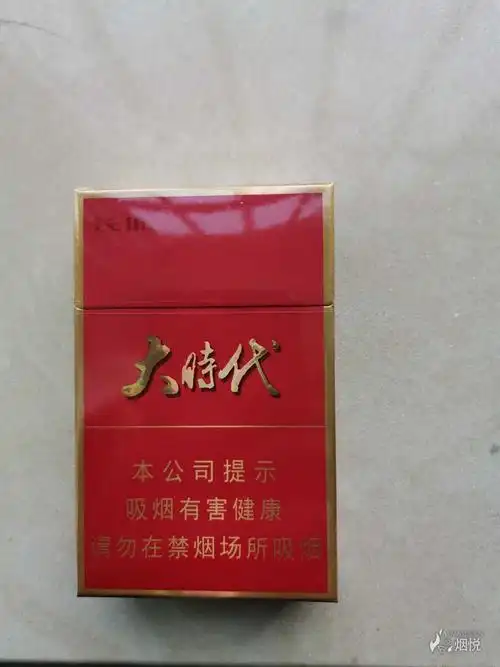 大時代
本公司提示
吸烟有害健康
请勿在禁烟场所吸烟
烟悦